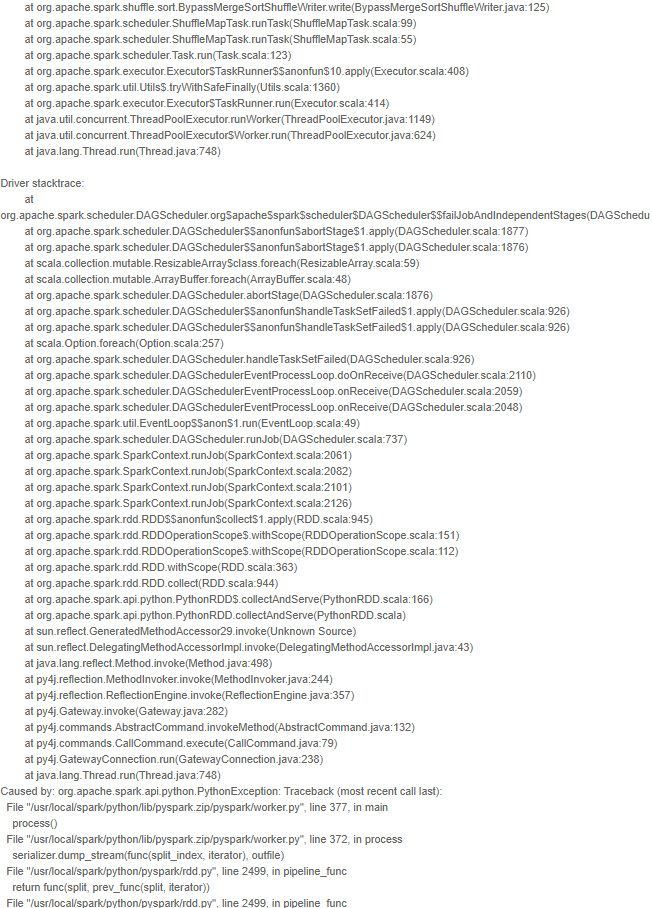 at org.apache.spark.shuffle.sort.BypassMergeSortShuffleWriter.write(BypassMergeSortShuffleWriter.java:125)
at org.apache.spark.scheduler.ShuffleMapTask.runTask(ShuffleMapTask.scala:99)
at org.apache.spark.scheduler.ShuffleMapTask.runTask(ShuffleMapTask.scala:55)
at org.apache.spark.scheduler.Task.run(Task.scala:123)
at org.apache.spark.executor.Executor$TaskRunner$$anonfun$10.apply(Executor.scala:408)
at org.apache.spark.util.Utils$.tryWithSafeFinally(Utils.scala:1360)
at org.apache.spark.executor.Executor$TaskRunner.run(Executor.scala:414)
at java.util.concurrent.ThreadPoolExecutor.runWorker(ThreadPoolExecutor.java:1149)
at java.util.concurrent.ThreadPoolExecutor$Worker.run(ThreadPoolExecutor.java:624)
at java.lang.Thread.run(Thread.java:748)
Driver stacktrace:
at
org.apache.spark.scheduler.DAGScheduler.org$apache$spark$scheduler$DAGScheduler$$failJobAndIndependentStages(DAGSchedu
at org.apache.spark.scheduler.DAGScheduler$$anonfun$abortStage$1.apply(DAGScheduler.scala:1877)
at org.apache.spark.scheduler.DAGScheduler$$anonfun$abortStage$1.apply(DAGScheduler.scala:1876)
at scala.collection.mutable.ResizableArray$class.foreach(ResizableArray.scala:59)
at scala.collection.mutable.ArrayBuffer.foreach(ArrayBuffer.scala:48)
at org.apache.spark.scheduler.DAGScheduler.abortStage(DAGScheduler.scala:1876)
at org.apache.spark.scheduler.DAGScheduler$$anonfun$handleTaskSetFailed$1.apply(DAGScheduler.scala:926)
at org.apache.spark.scheduler.DAGScheduler$$anonfun$handleTaskSetFailed$1.apply(DAGScheduler.scala:926)
at scala.Option.foreach(Option.scala:257)
at org.apache.spark.scheduler.DAGScheduler.handleTaskSetFailed(DAGScheduler.scala:926)
at org.apache.spark.scheduler.DAGSchedulerEventProcessLoop.doOnReceive(DAGScheduler.scala:2110)
at org.apache.spark.scheduler.DAGSchedulerEventProcessLoop.onReceive(DAGScheduler.scala:2059)
at org.apache.spark.scheduler.DAGSchedulerEventProcessLoop.onReceive(DAGScheduler.scala:2048)
at org.apache.spark.util.EventLoop$$anon$1.run(EventLoop.scala:49)
at org.apache.spark.scheduler.DAGScheduler.runJob(DAGScheduler.scala:737)
at org.apache.spark.SparkContext.runJob(SparkContext.scala:2061)
at org.apache.spark.SparkContext.runJob(SparkContext.scala:2082)
at org.apache.spark.SparkContext.runJob(SparkContext.scala:2101)
at org.apache.spark.SparkContext.runJob(SparkContext.scala:2126)
at org.apache.spark.rdd.RDD$$anonfun$collect$1.apply(RDD.scala:945)
at org.apache.spark.rdd.RDDOperationScope$.withScope(RDDOperationScope.scala:151)
at org.apache.spark.rdd.RDDOperationScope$.withScope(RDDOperationScope.scala:112)
at org.apache.spark.rdd.RDD.withScope(RDD.scala:363)
at org.apache.spark.rdd.RDD.collect(RDD.scala:944)
at org.apache.spark.api.python.PythonRDD$.collectAndServe(PythonRDD.scala:166)
at org.apache.spark.api.python.PythonRDD.collectAndServe(PythonRDD.scala)
at sun.reflect.GeneratedMethodAccessor29.invoke(Unknown Source)
at sun.reflect.DelegatingMethodAccessorImpl.invoke(DelegatingMethodAccessorImpl.java:43)
at java.lang.reflect.Method.invoke(Method.java:498)
at py4j.reflection.MethodInvoker.invoke(MethodInvoker.java:244)
at py4j.reflection.ReflectionEngine.invoke(ReflectionEngine.java:357)
at py4j.Gateway.invoke(Gateway.java:282)
at py4j.commands.AbstractCommand.invokeMethod(AbstractCommand.java:132)
at py4j.commands.CallCommand.execute(CallCommand.java:79)
at py4j.GatewayConnection.run(GatewayConnection.java:238)
at java.lang.Thread.run(Thread.java:748)
Caused by: org.apache.spark.api.python.PythonException: Traceback (most recent call last):
File "/usr/local/spark/python/lib/pyspark.zip/pyspark/worker.py", line 377, in main
process()
File "/usr/local/spark/python/lib/pyspark.zip/pyspark/worker.py", line 372, in process
serializer.dump_stream(func(split_index, iterator), outfile)
File "/usr/local/spark/python/pyspark/rdd.py", line 2499, in pipeline_func
return func(split, prev_func(split, iterator))
File "/usr/local/spark/python/pyspark/rdd.py", line 2499, in pipeline_func